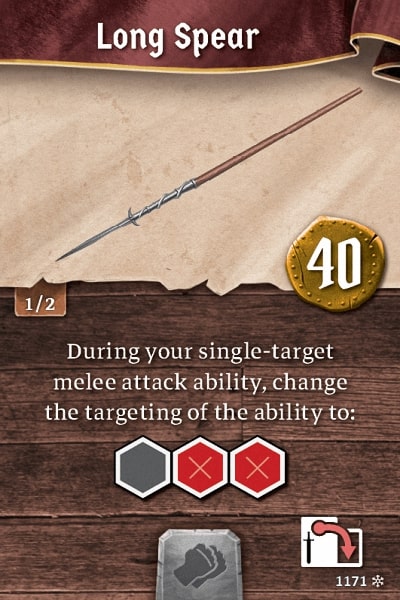 Long Spear
40
1/2
During your single-target
melee attack ability, change
the targeting of the ability to:
1171